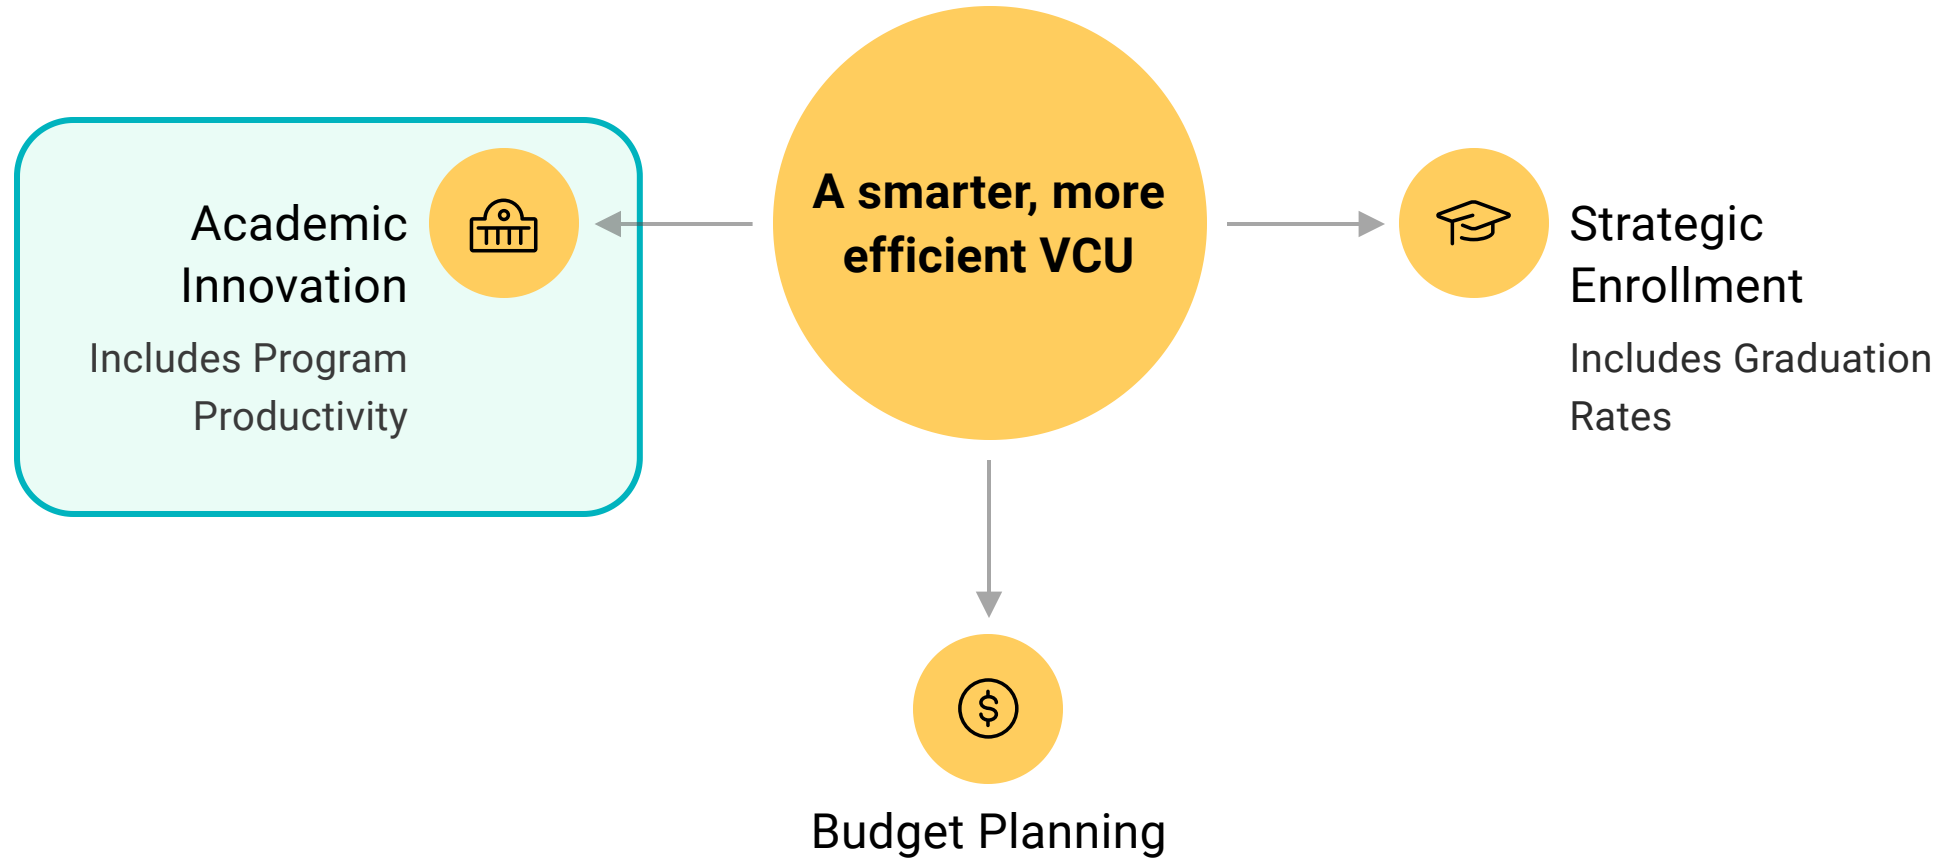 A smarter, more
efficient VCU
Academic
Innovation
Includes Program
Productivity
Strategic
Enrollment
Includes Graduation
Rates
$
Budget Planning